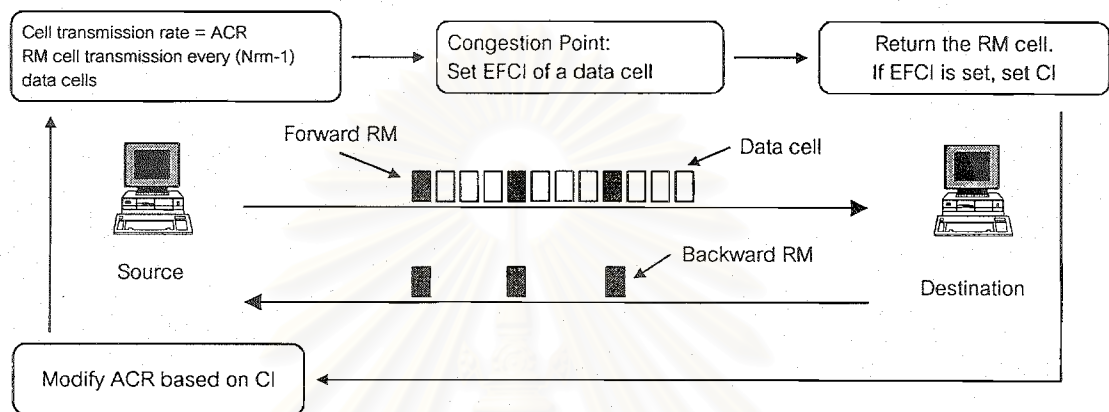 Cell transmission rate = ACR
RM cell transmission every (Nrm-1)
data cells
Congestion Point:
Set EFCI of a data cell
Return the RM cell.
If EFCI is set, set CI
Forward RM
Data cell
Source
Backward RM
Destination
Modify ACR based on CI